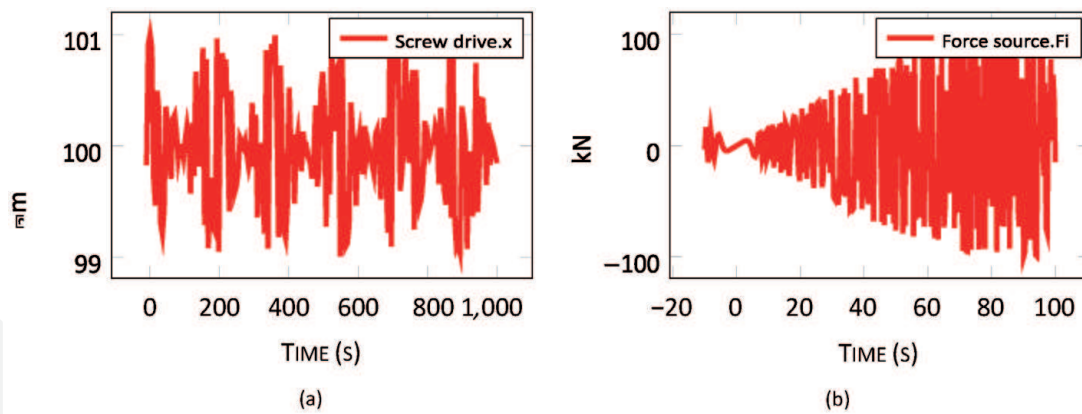 101
100
99
m
Screw drive.x
0 200 400 600 800 1,000
TIME (S)
(a)
100
0
−100
kN
Force source.Fi
−20 0 20 40 60 80 100
TIME (S)
(b)